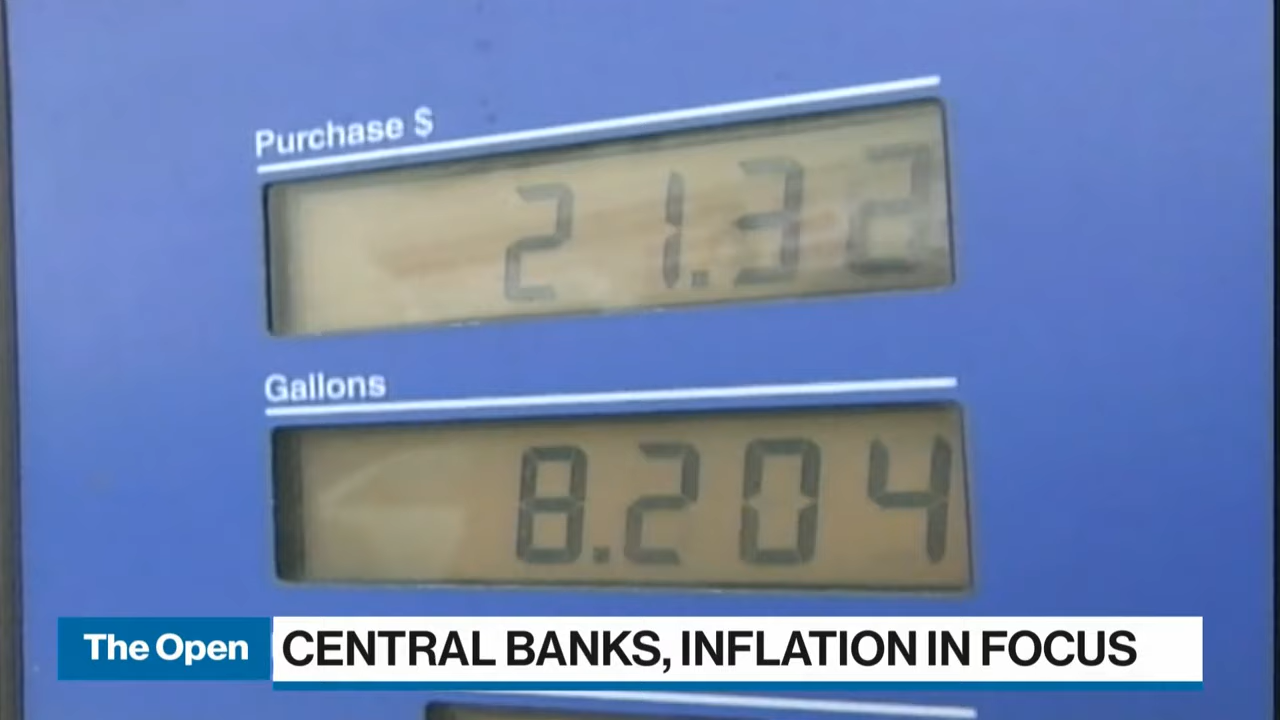 Purchase $
21.32
Gallons
8.204
The Open
CENTRAL BANKS, INFLATION IN FOCUS